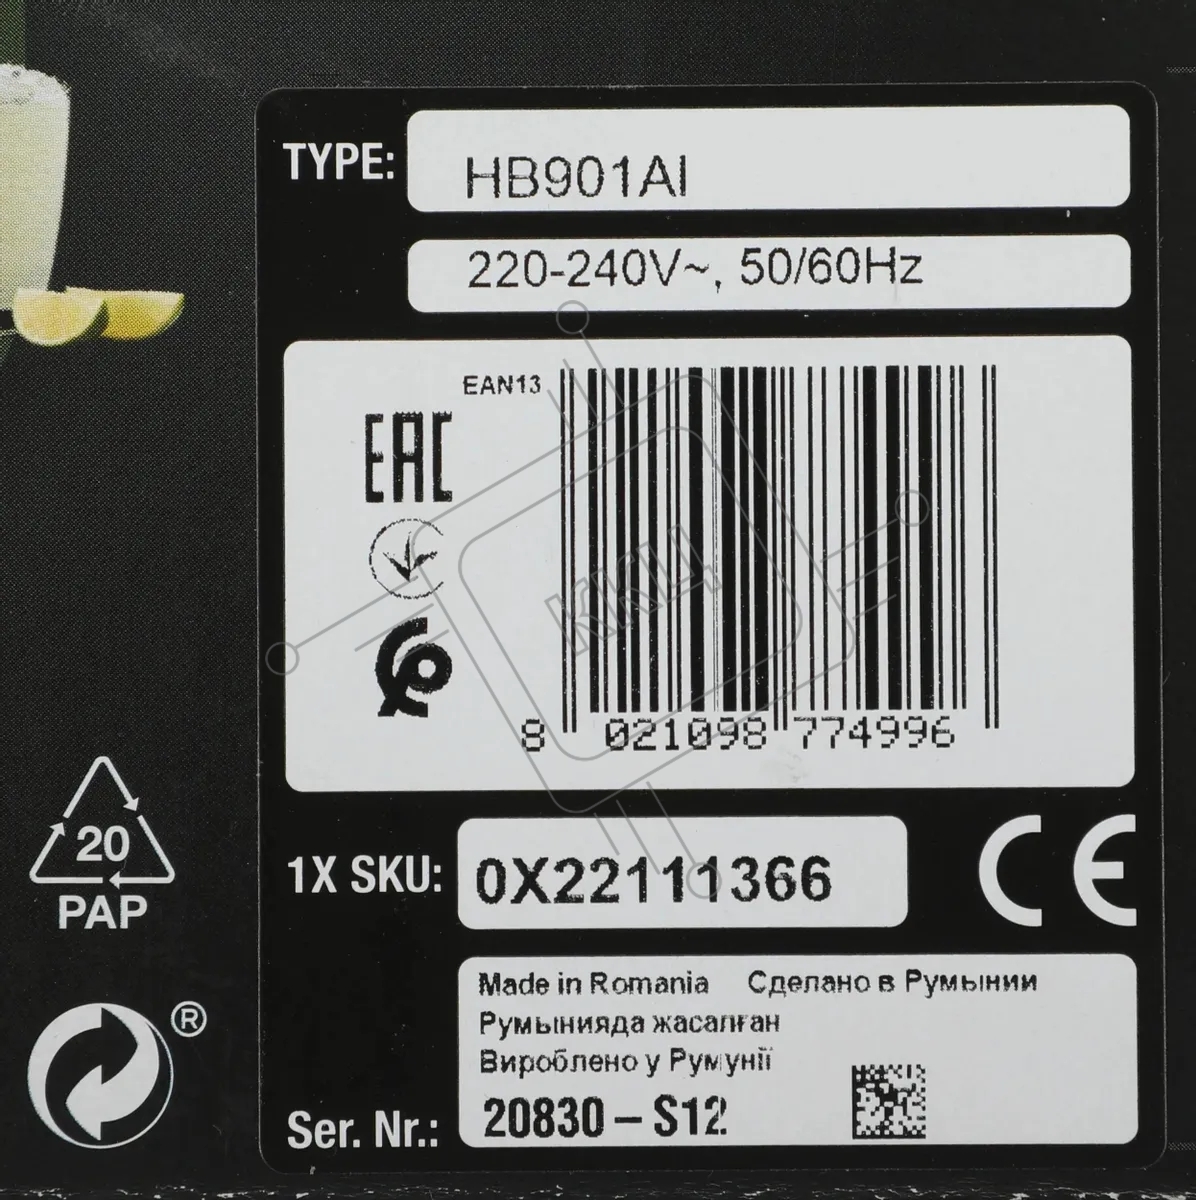 TYPE: HB901AI
220-240V~, 50/60Hz
EAN13
EAC
ККЦ
8 021098 774996
20
PAP
1X SKU: 0X22111366
CE
Made in Romania Сделано в Румынии
Румынияда жасалған
Вироблено у Румунії
®
Ser. Nr.: 20830 – S12